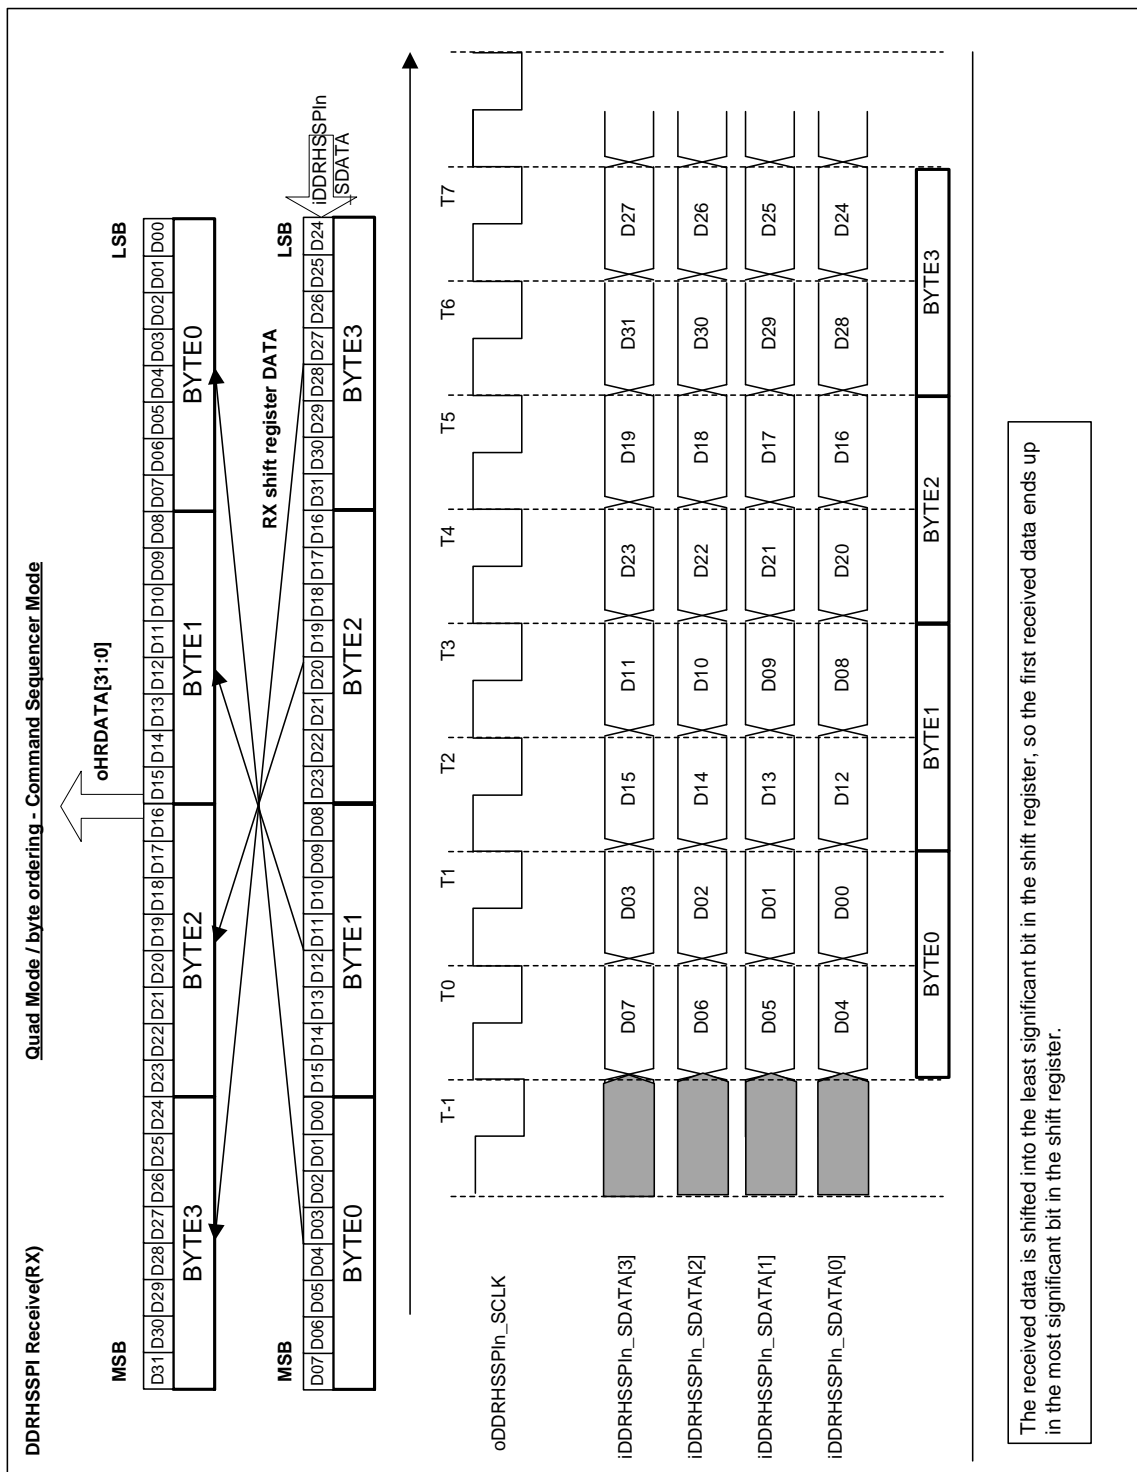 DDRHSSPI Receive(RX)
Quad Mode / byte ordering - Command Sequencer Mode
oHRDATA[31:0]
MSB
LSB
D31 D30 D29 D28 D27 D26 D25 D24 D23 D22 D21 D20 D19 D18 D17 D16 D15 D14 D13 D12 D11 D10 D09 D08 D07 D06 D05 D04 D03 D02 D01 D00
BYTE3 BYTE2 BYTE1 BYTE0
RX shift register DATA
MSB
LSB
iDDRHSSPIn
SDATA
D07 D06 D05 D04 D03 D02 D01 D00 D15 D14 D13 D12 D11 D10 D09 D08 D23 D22 D21 D20 D19 D18 D17 D16 D31 D30 D29 D28 D27 D26 D25 D24
BYTE0 BYTE1 BYTE2 BYTE3
T-1 T0 T1 T2 T3 T4 T5 T6 T7
oDDRHSSPIn_SCLK
iDDRHSSPIn_SDATA[3] D07 D03 D15 D11 D23 D19 D31 D27
iDDRHSSPIn_SDATA[2] D06 D02 D14 D10 D22 D18 D30 D26
iDDRHSSPIn_SDATA[1] D05 D01 D13 D09 D21 D17 D29 D25
iDDRHSSPIn_SDATA[0] D04 D00 D12 D08 D20 D16 D28 D24
BYTE0 BYTE1 BYTE2 BYTE3
The received data is shifted into the least significant bit in the shift register, so the first received data ends up
in the most significant bit in the shift register.